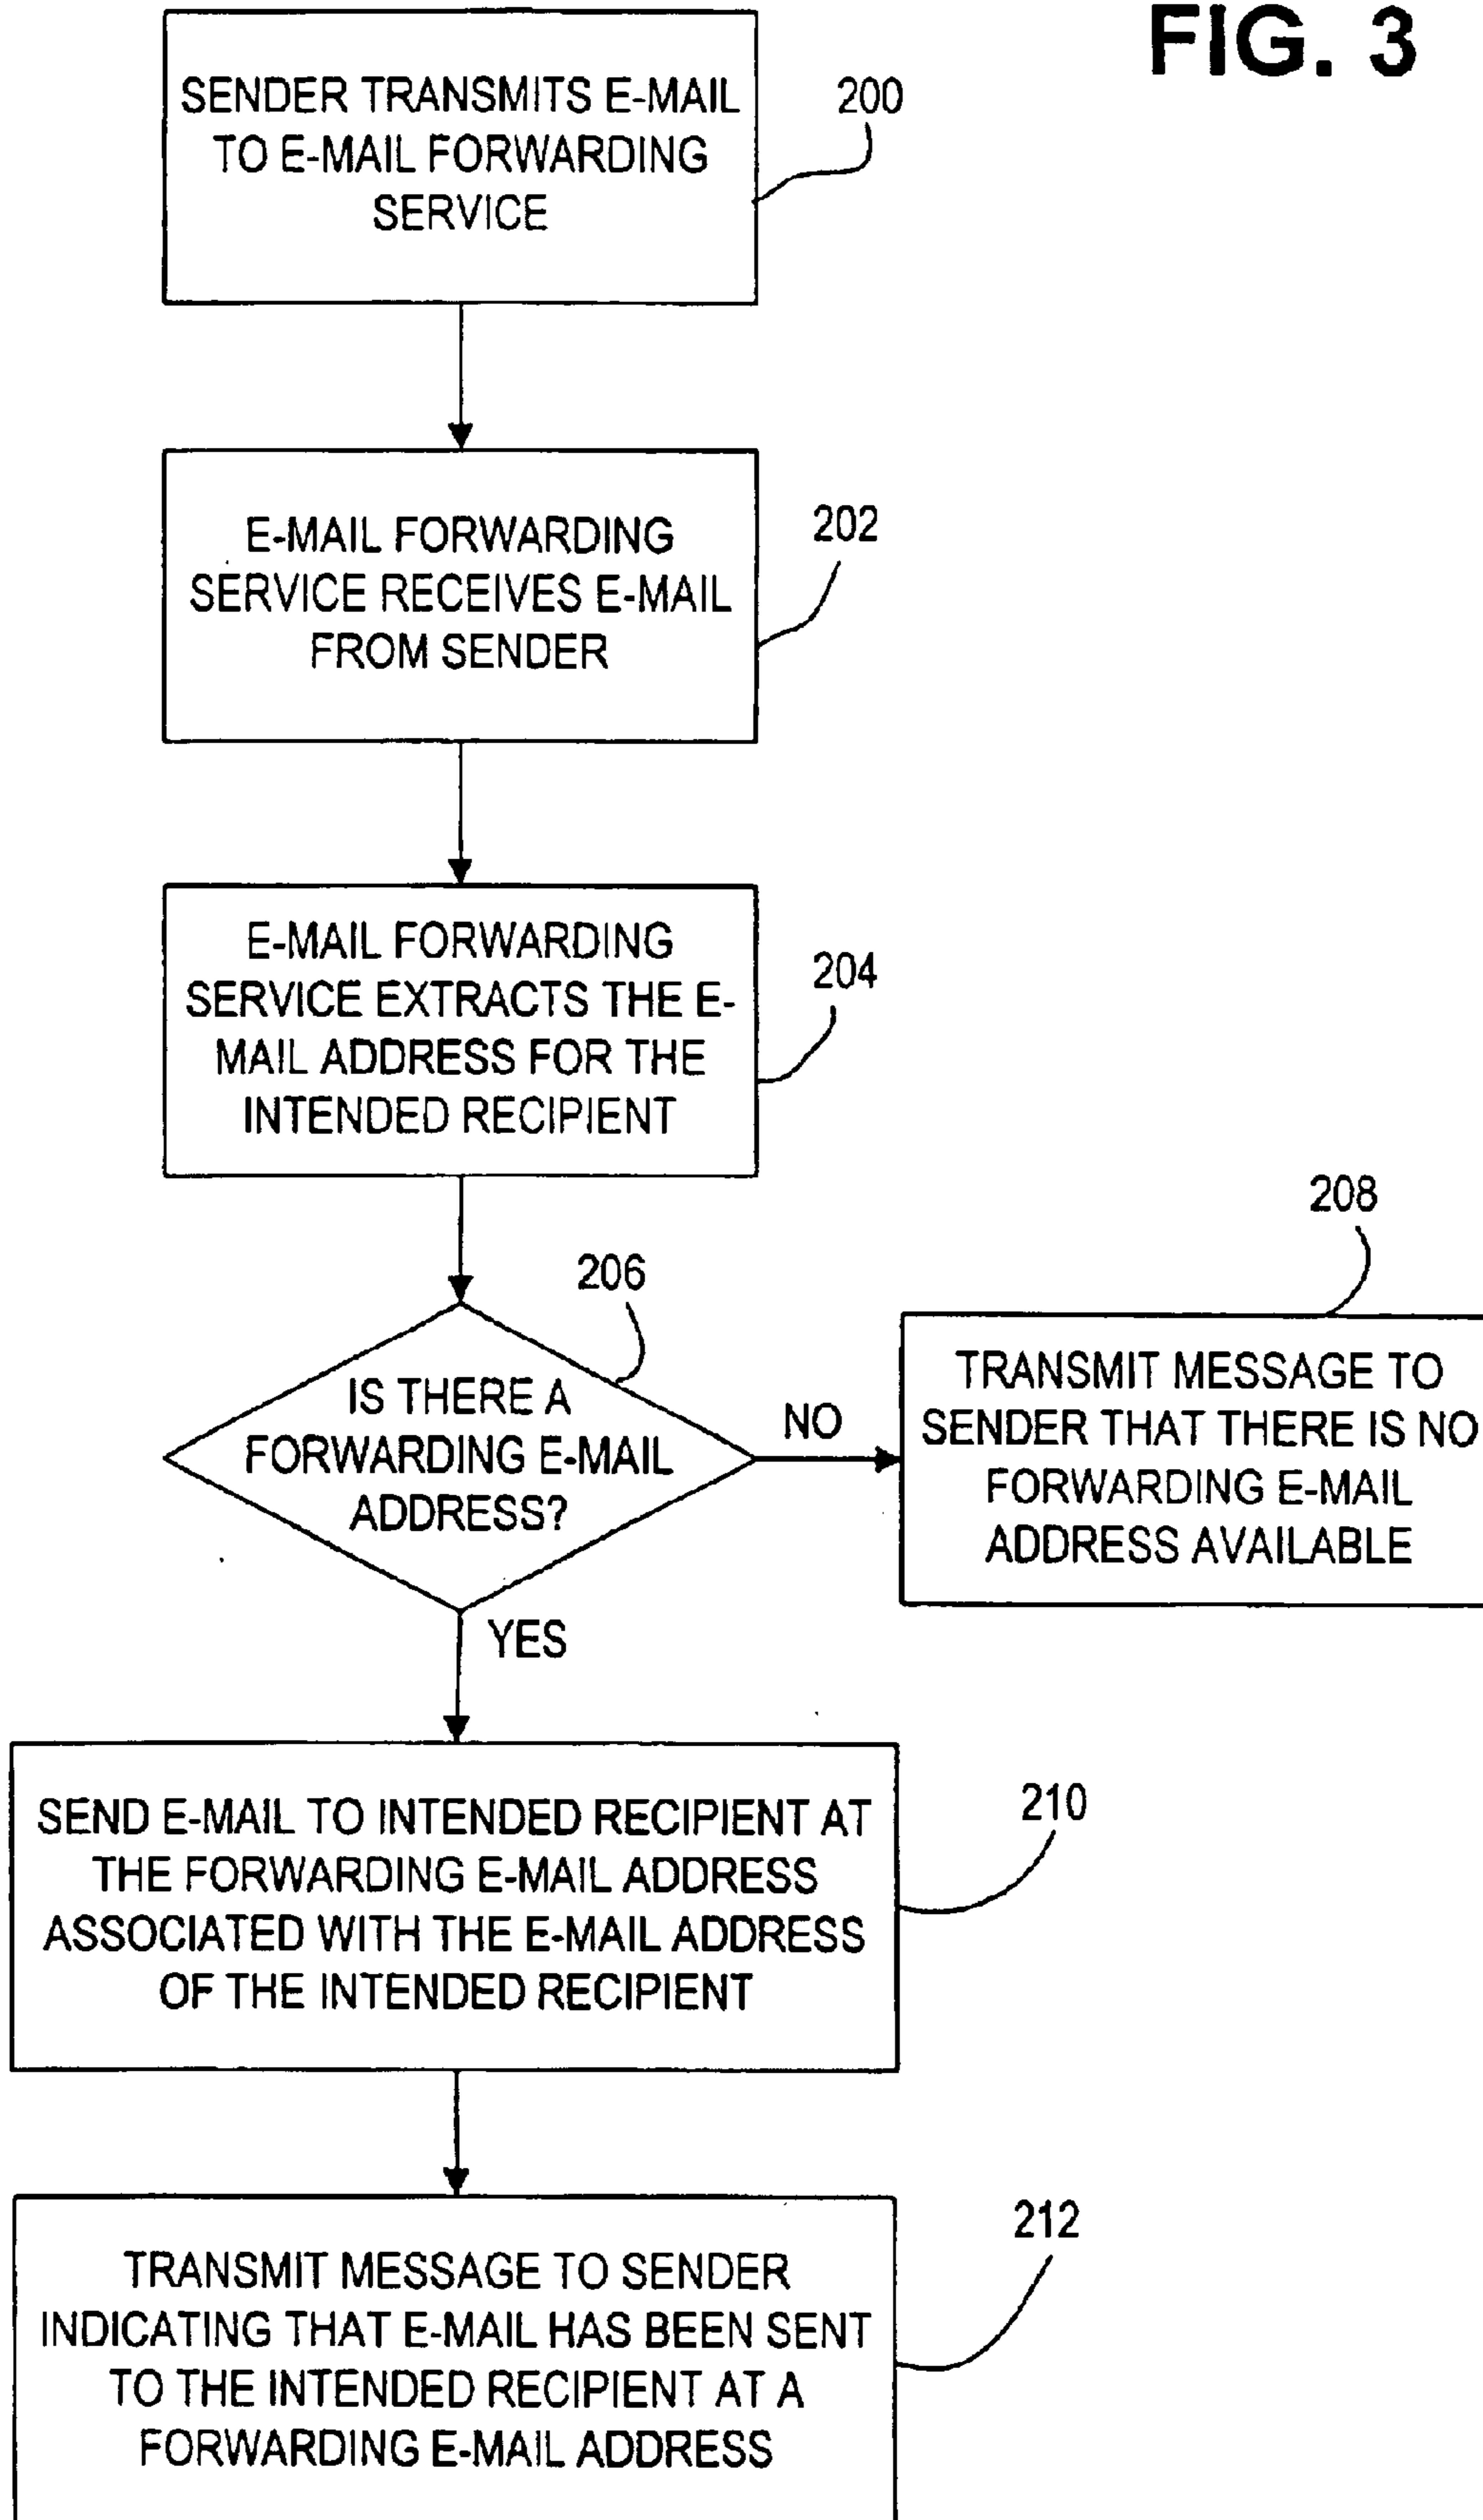 FIG. 3
SENDER TRANSMITS E-MAIL
TO E-MAIL FORWARDING
SERVICE
200
E-MAIL FORWARDING
SERVICE RECEIVES E-MAIL
FROM SENDER
202
E-MAIL FORWARDING
SERVICE EXTRACTS THE E-
MAIL ADDRESS FOR THE
INTENDED RECIPIENT
204
206
IS THERE A
FORWARDING E-MAIL
ADDRESS?
NO
208
TRANSMIT MESSAGE TO
SENDER THAT THERE IS NO
FORWARDING E-MAIL
ADDRESS AVAILABLE
YES
SEND E-MAIL TO INTENDED RECIPIENT AT
THE FORWARDING E-MAIL ADDRESS
ASSOCIATED WITH THE E-MAIL ADDRESS
OF THE INTENDED RECIPIENT
210
TRANSMIT MESSAGE TO SENDER
INDICATING THAT E-MAIL HAS BEEN SENT
TO THE INTENDED RECIPIENT AT A
FORWARDING E-MAIL ADDRESS
212